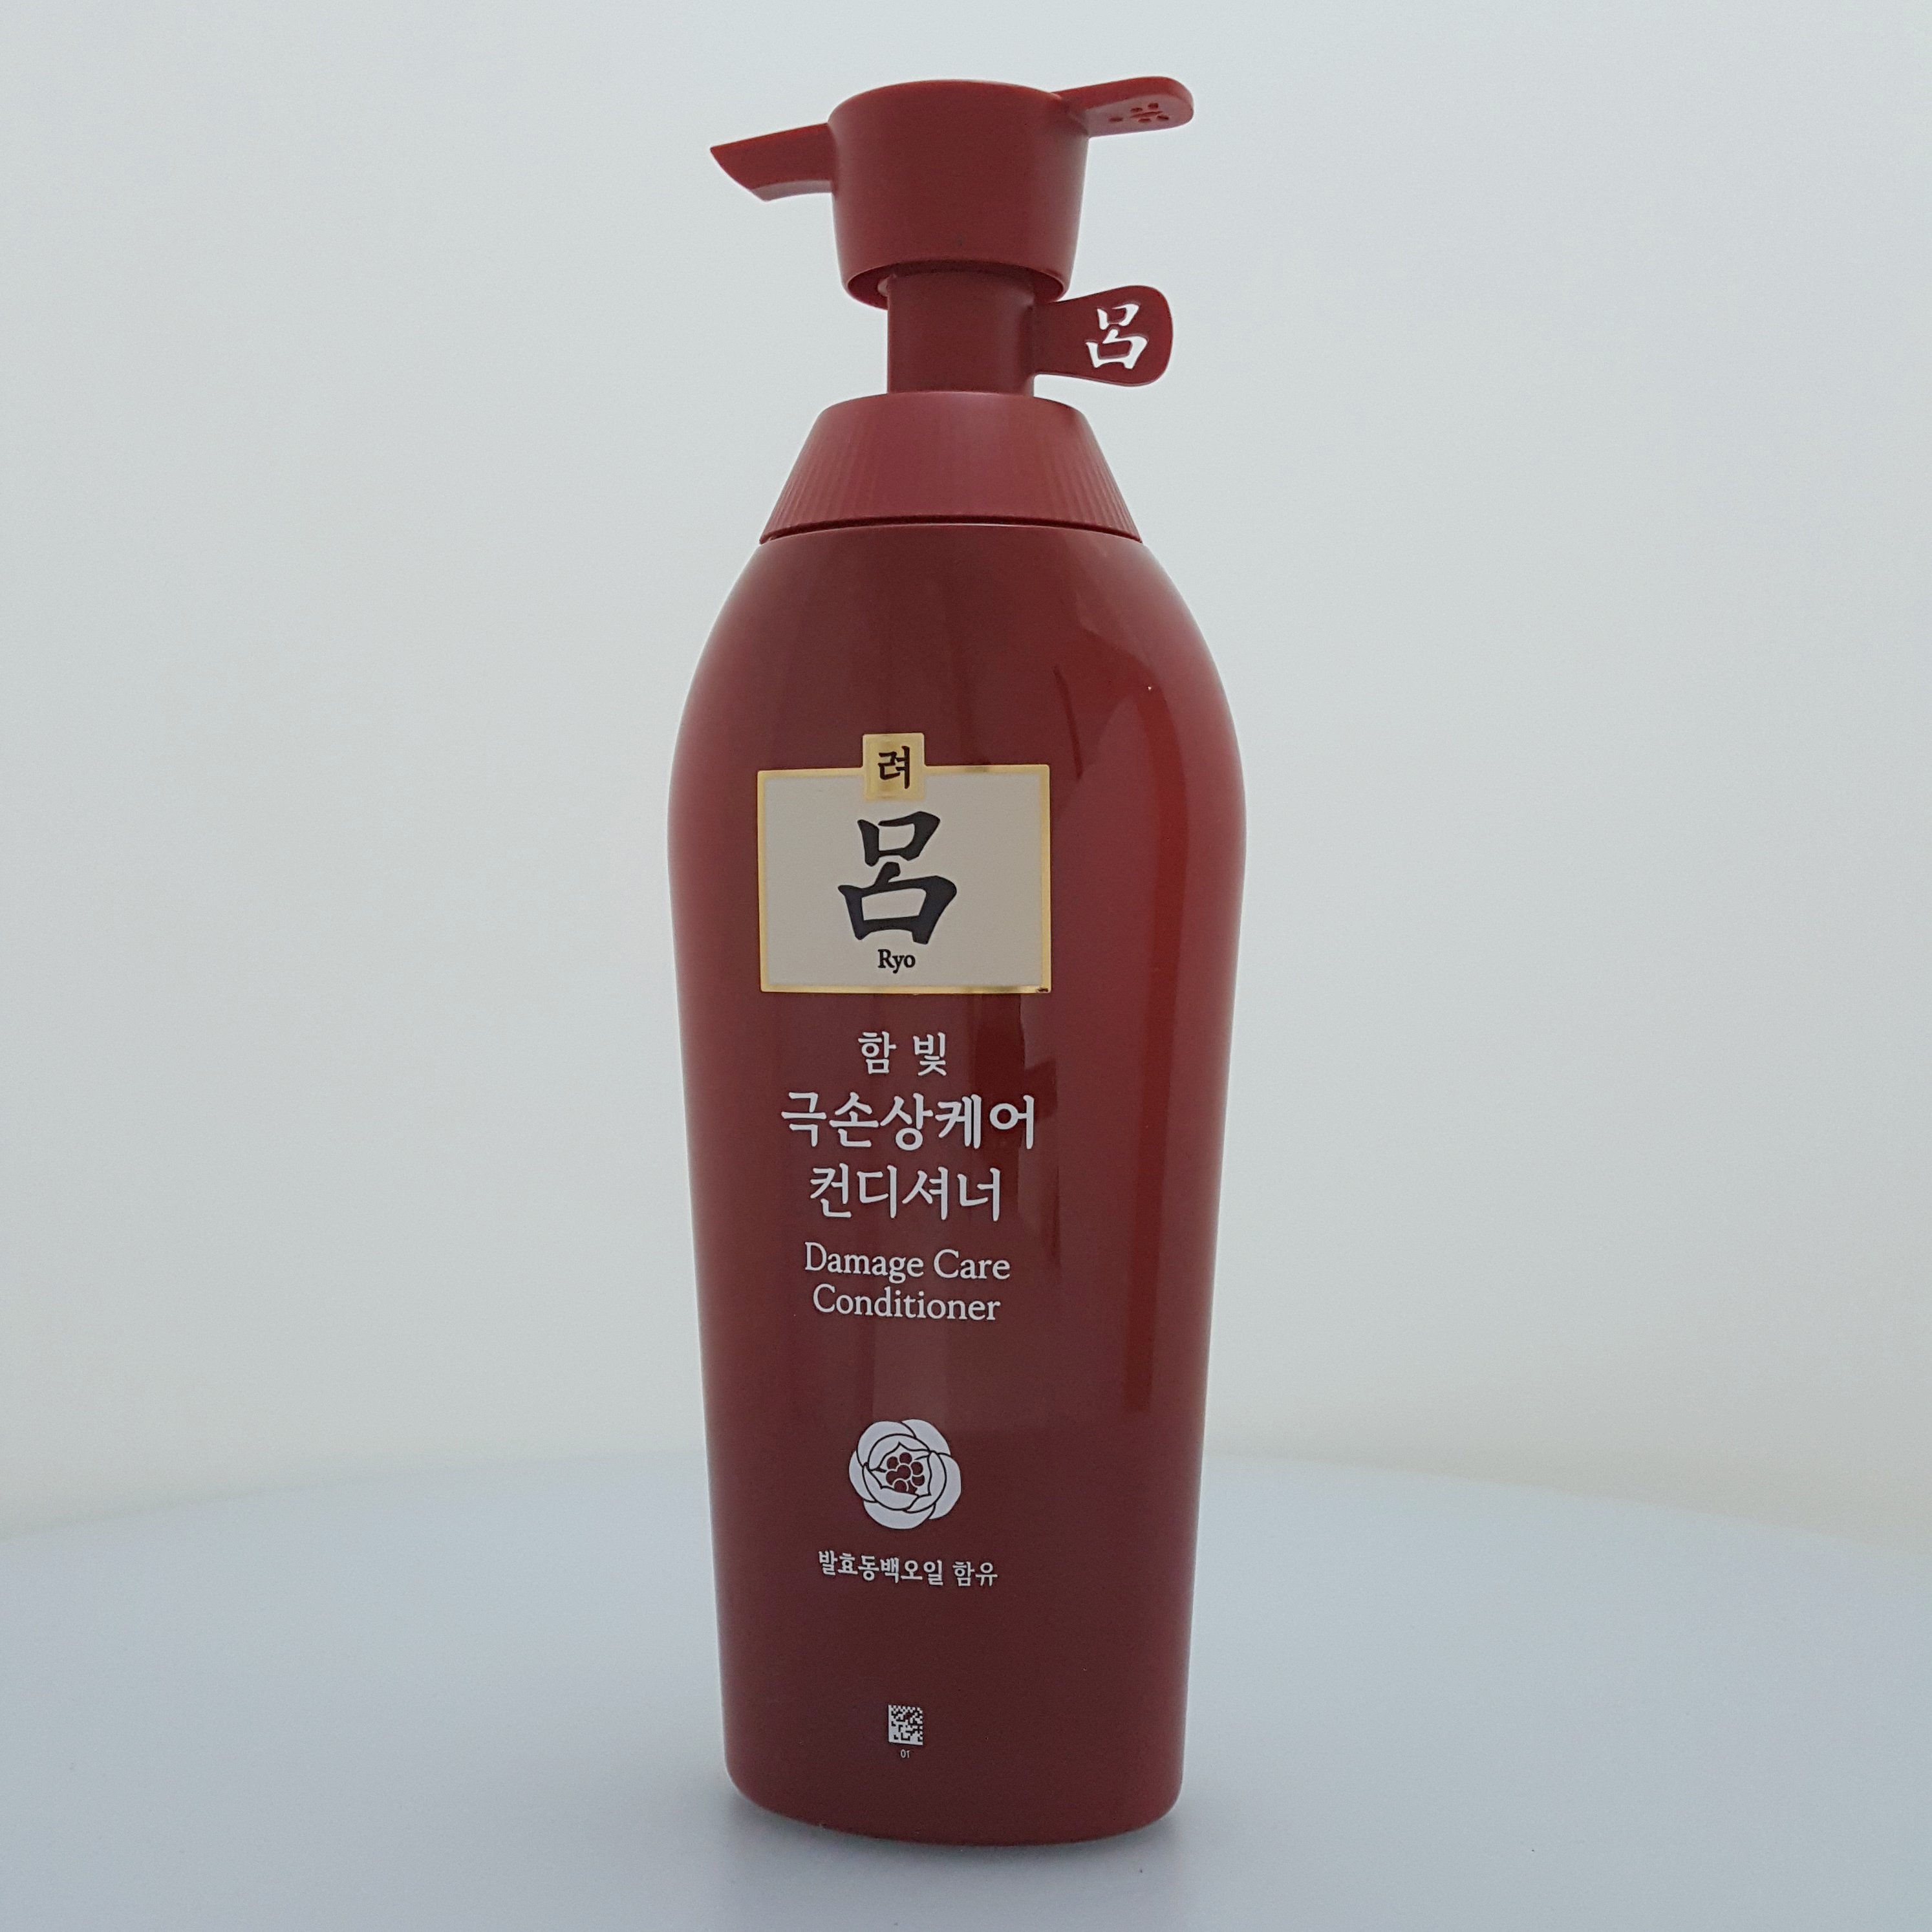 呂
려
呂
Ryo
함빛
극손상케어
컨디셔너
Damage Care
Conditioner
발효동백오일 함유
01